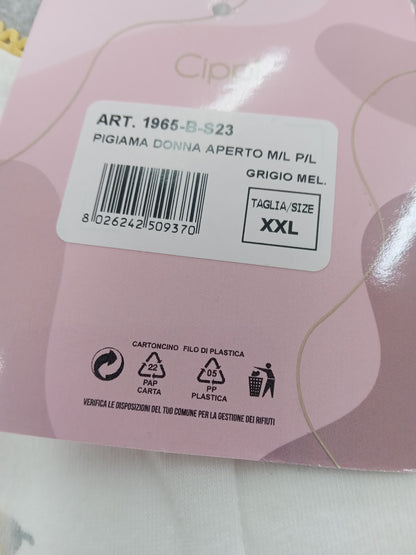 ART. 1965-B-S23
PIGIAMA DONNA APERTO M/L P/L
GRIGIO MEL.
TAGLIA/SIZE
XXL
8 026242 509370
CARTONCINO FILO DI PLASTICA
22 05
PAP PP
CARTA PLASTICA
VERIFICA LE DISPOSIZIONI DEL TUO COMUNE PER LA GESTIONE DEI RIFIUTI